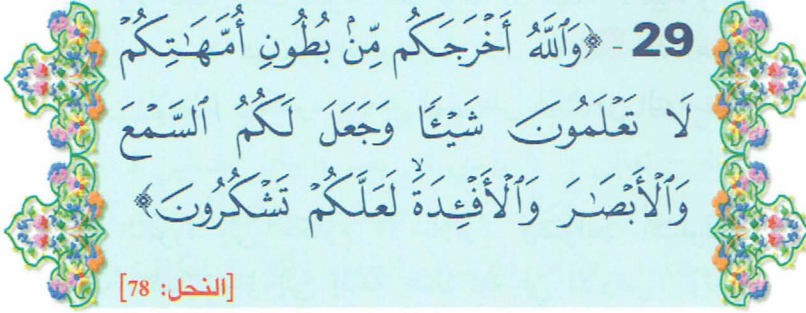 29 - ﴿وَٱللَّهُ أَخْرَجَكُم مِّنۢ بُطُونِ أُمَّهَٰتِكُمْ
لَا تَعْلَمُونَ شَيْـًٔا وَجَعَلَ لَكُمُ ٱلسَّمْعَ
وَٱلْأَبْصَٰرَ وَٱلْأَفْـِٔدَةَ ۙ لَعَلَّكُمْ تَشْكُرُونَ﴾
[النحل: 78]